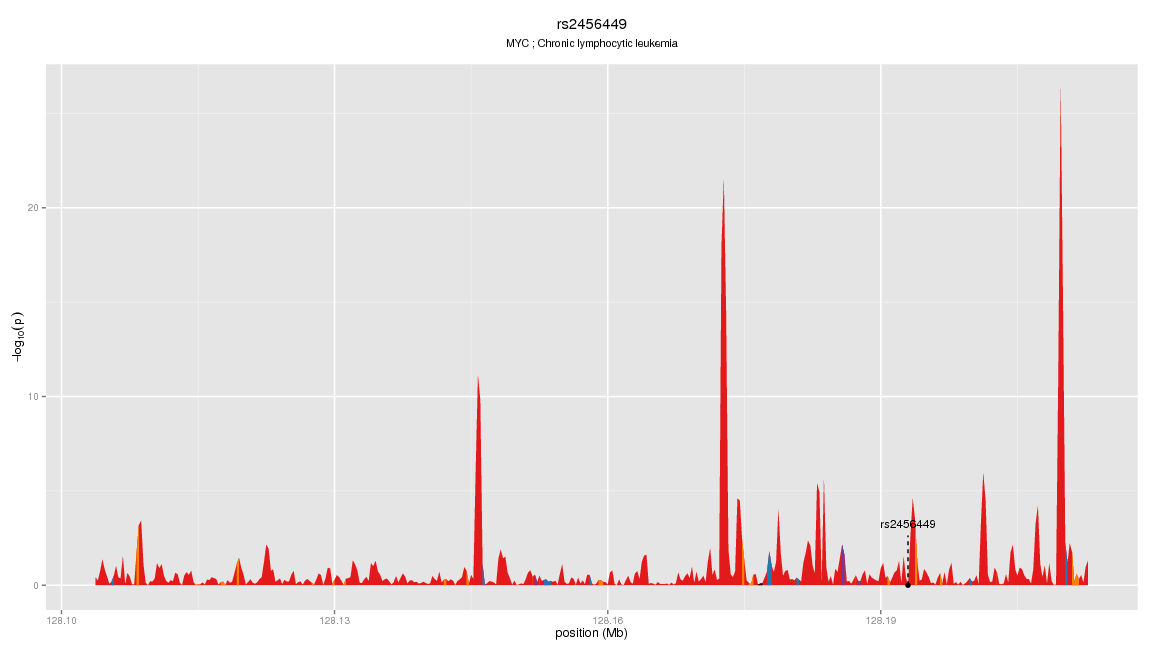 rs2456449
MYC ; Chronic lymphocytic leukemia
−log10(p)
20
10
0
rs2456449
128.10
128.13
128.16
128.19
position (Mb)